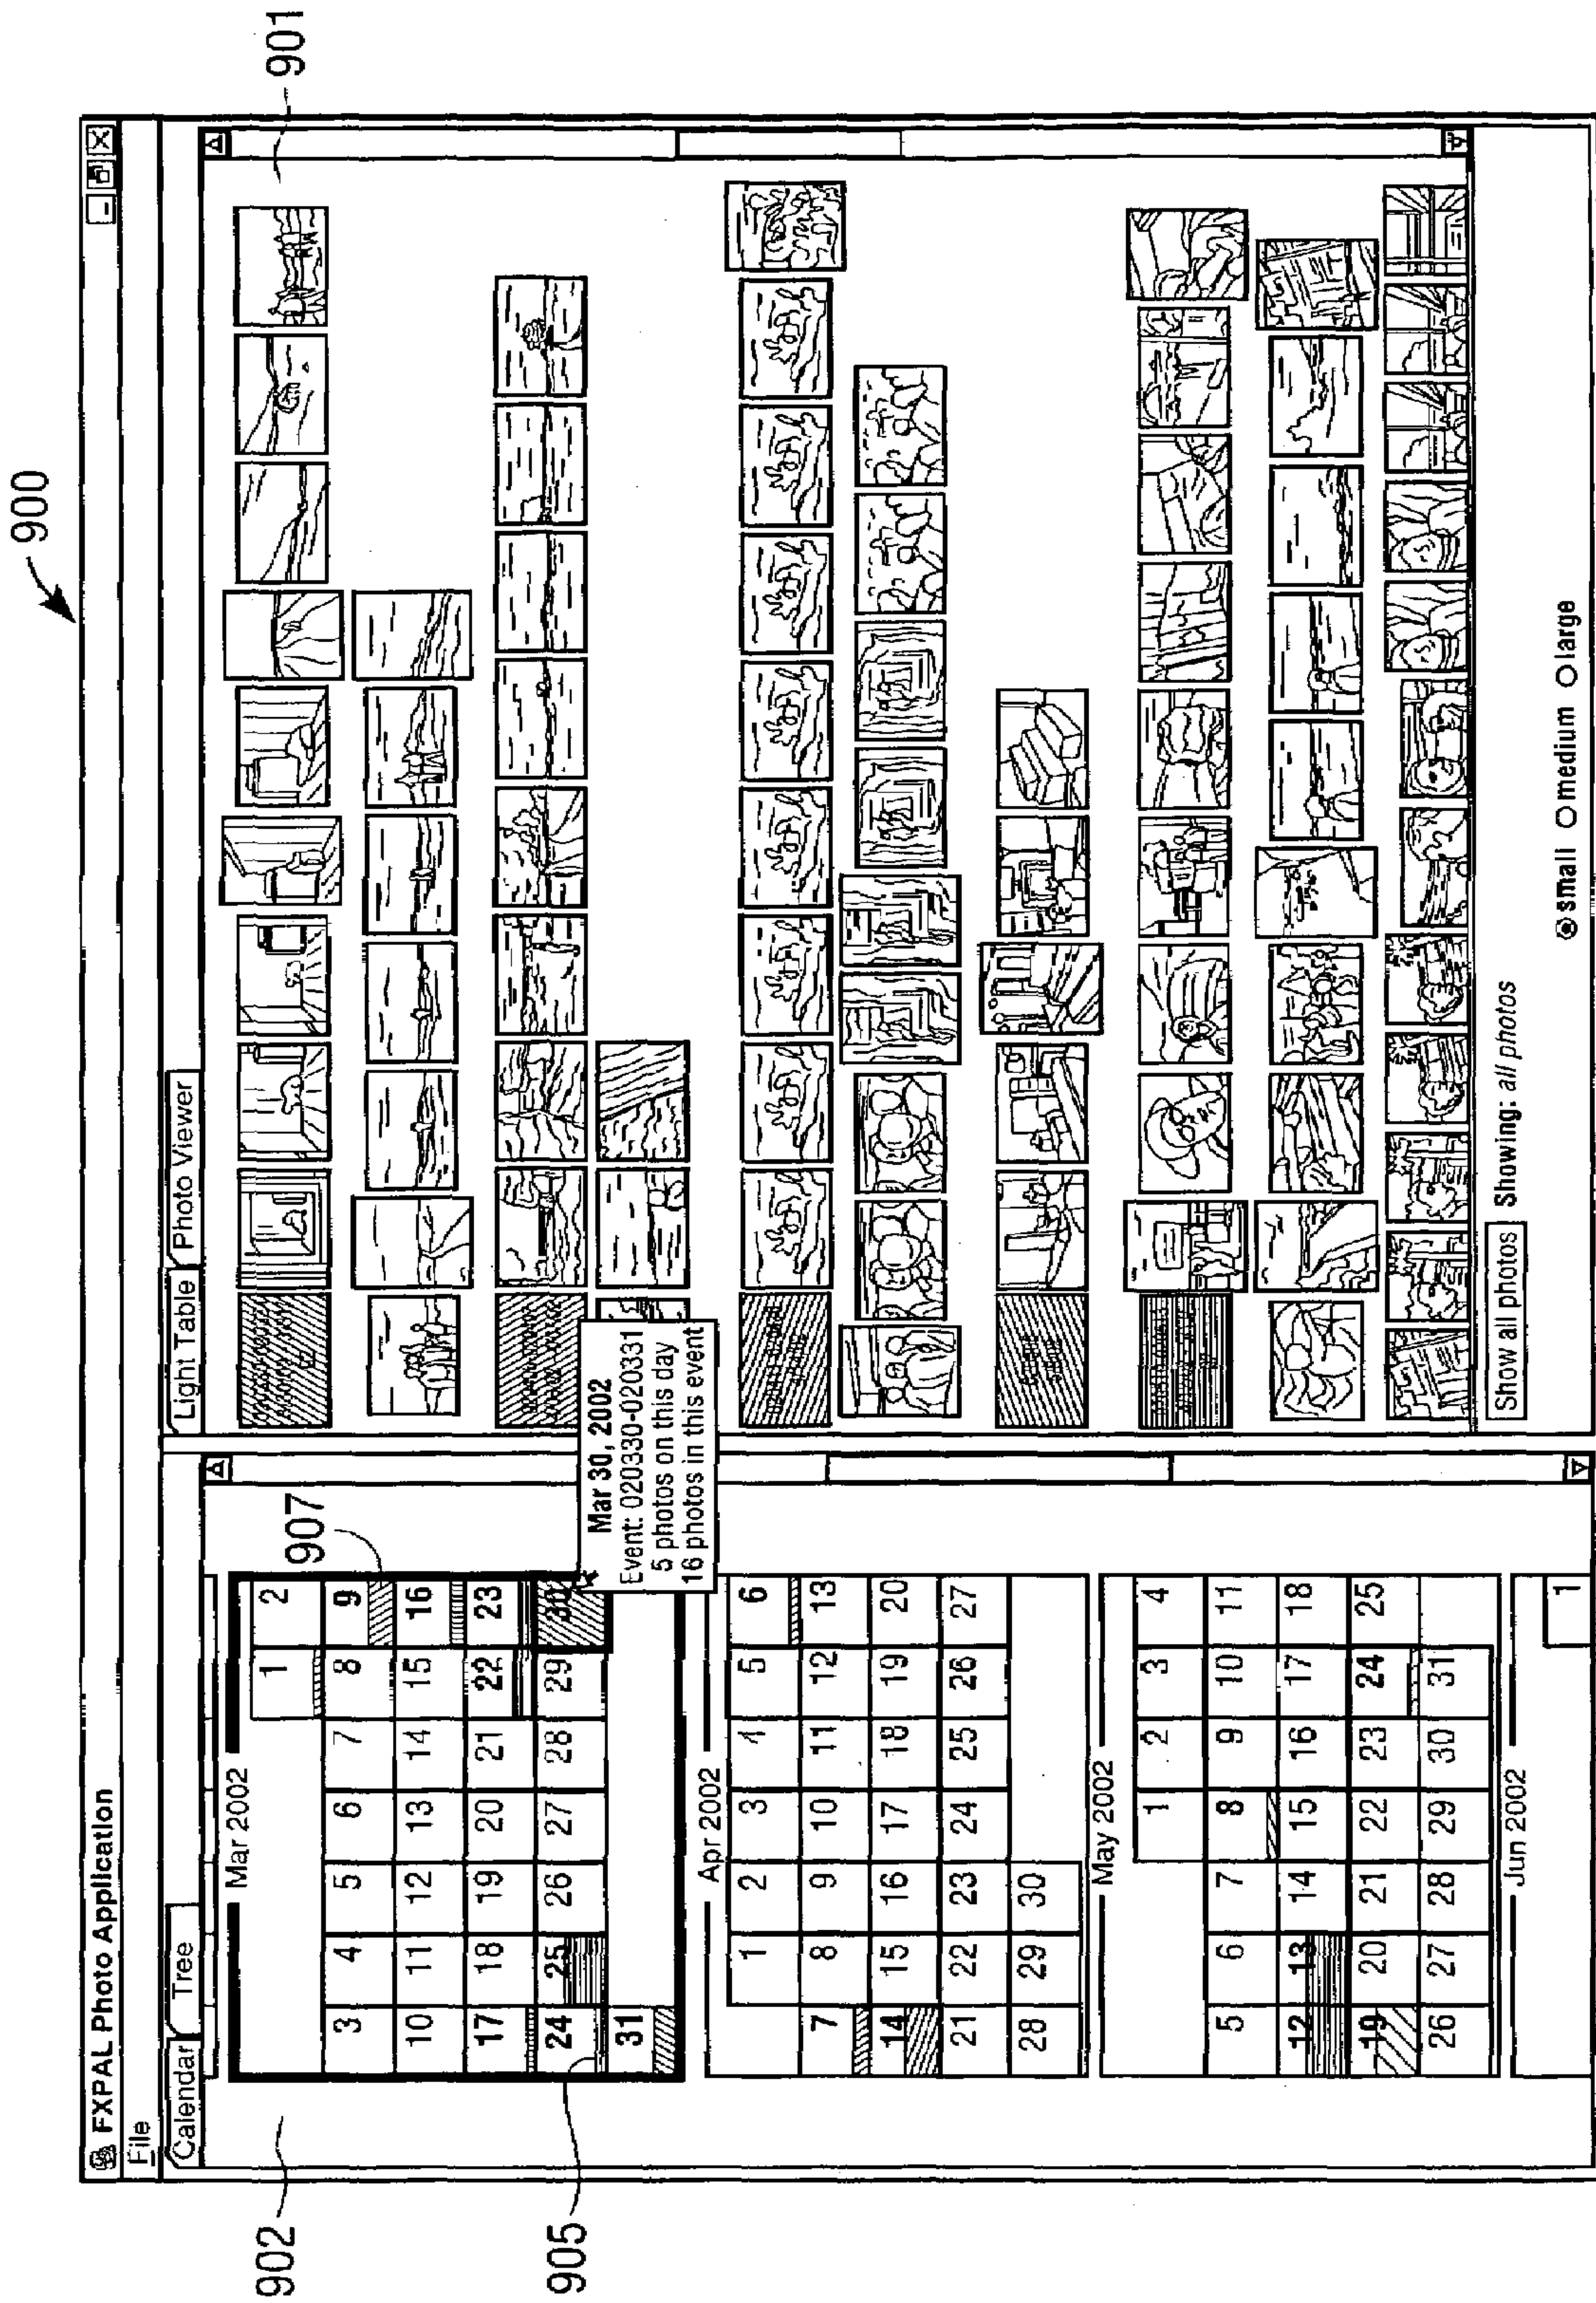 900
FXPAL Photo Application
File
Calendar Tree
Light Table Photo Viewer
901
902
905
907
Mar 2002
1 2
3 4 5 6 7 8 9
10 11 12 13 14 15 16
17 18 19 20 21 22 23
24 25 26 27 28 29 30
31
Mar 30, 2002
Event: 020330-020331
5 photos on this day
16 photos in this event
Apr 2002
1 2 3 4 5 6
7 8 9 10 11 12 13
14 15 16 17 18 19 20
21 22 23 24 25 26 27
28 29 30
May 2002
1 2 3 4
5 6 7 8 9 10 11
12 13 14 15 16 17 18
19 20 21 22 23 24 25
26 27 28 29 30 31
Jun 2002
1
Show all photos Showing: all photos
small medium large